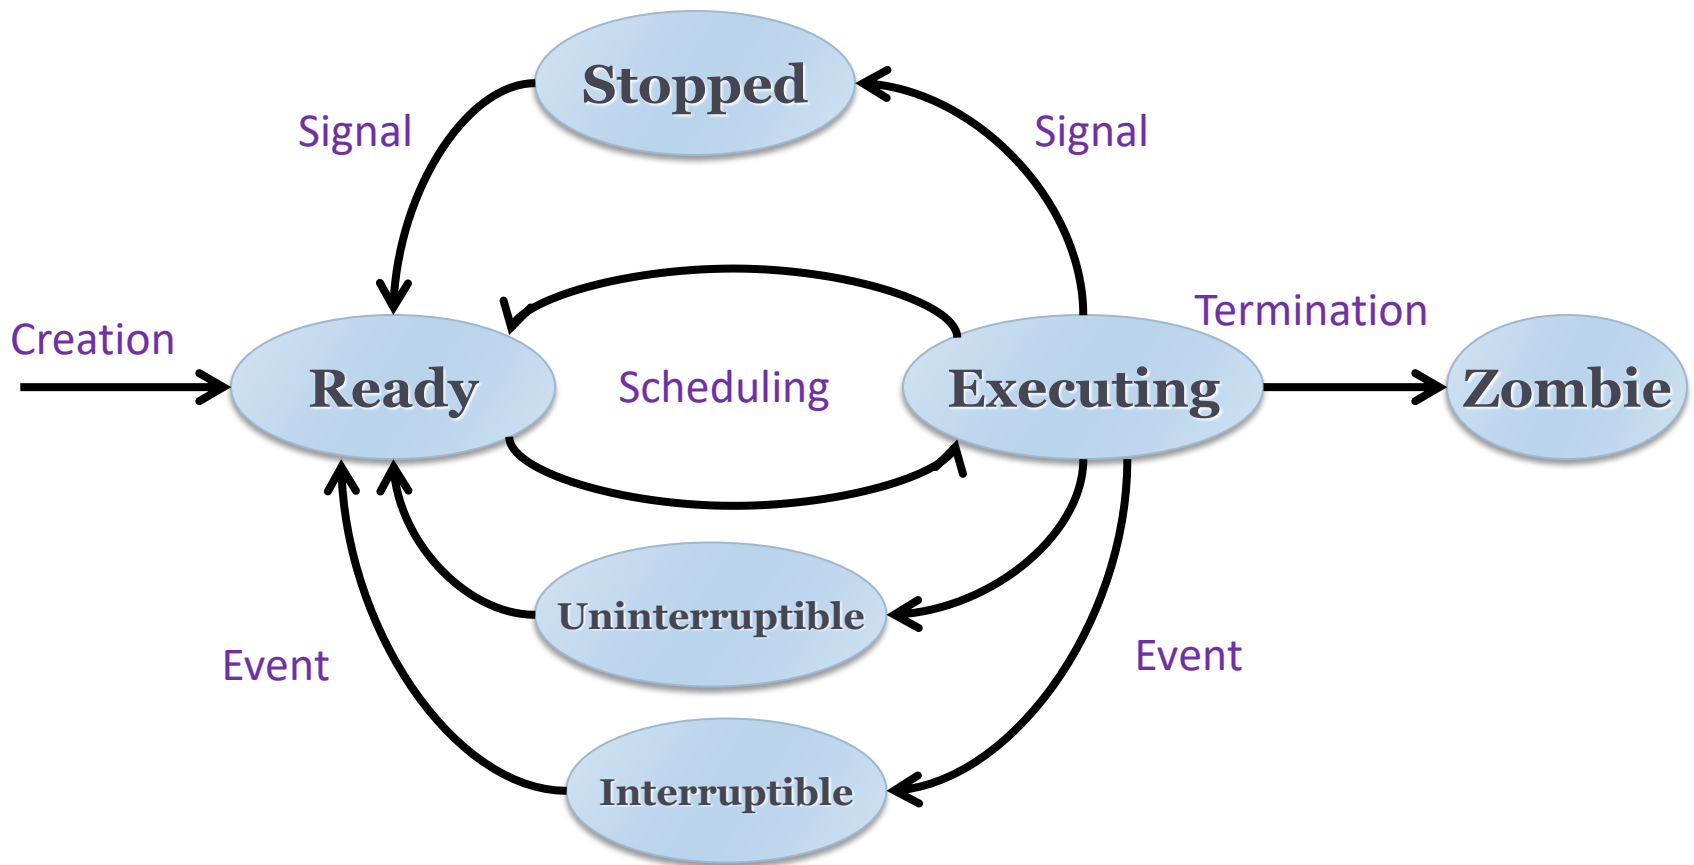 Stopped
Signal
Signal
Termination
Creation
Ready
Scheduling
Executing
Zombie
Uninterruptible
Event
Event
Interruptible